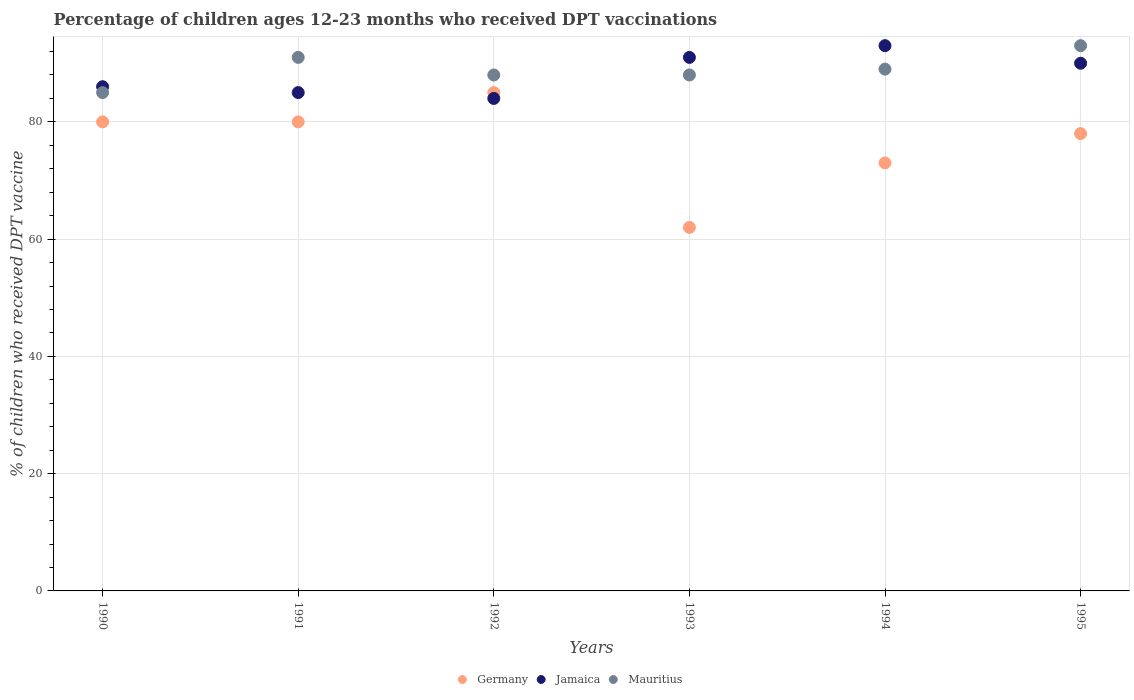 Percentage of children ages 12-23 months who received DPT vaccinations
% of children who received DPT vaccine
80
60
40
20
0
1990
1991
1992
1993
1994
1995
Years
Germany
Jamaica
Mauritius